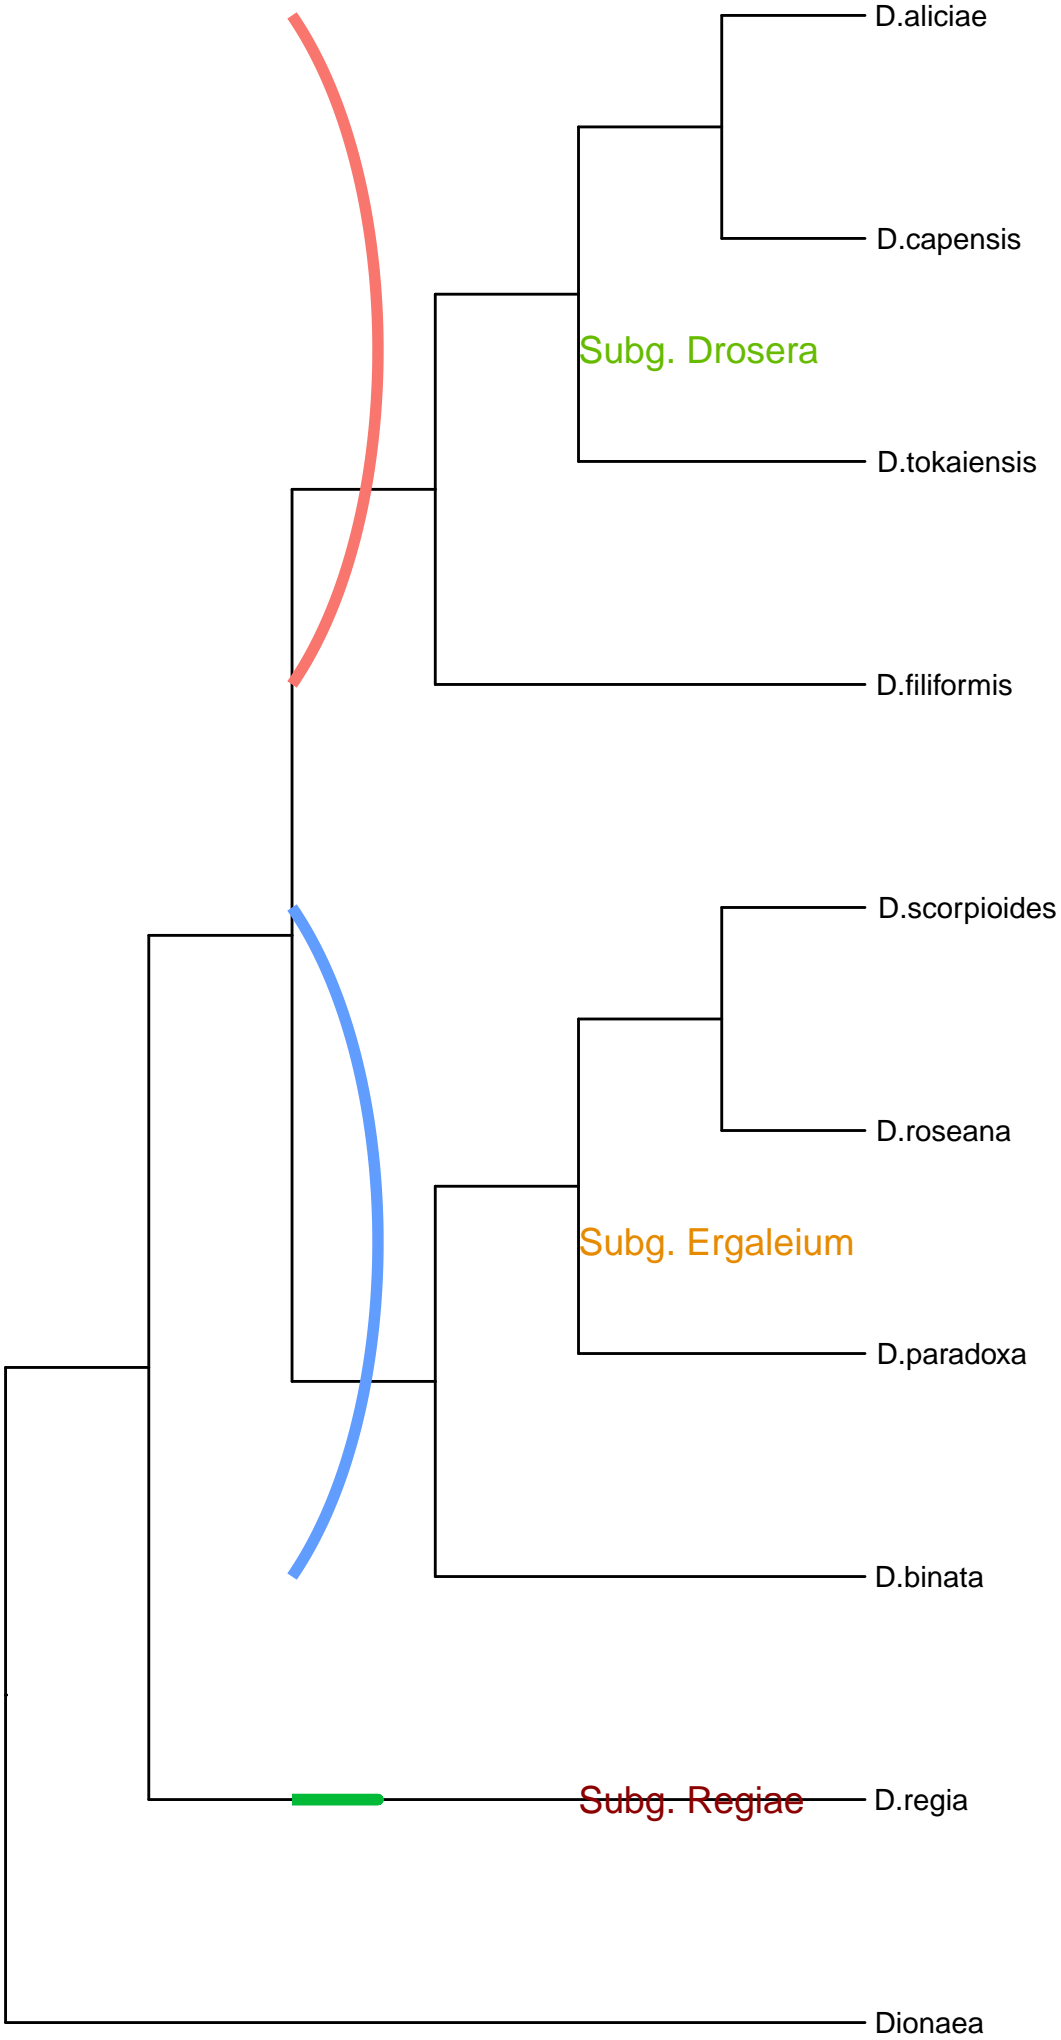 D.aliciae
D.capensis
Subg. Drosera
D.tokaiensis
D.filiformis
D.scorpioides
D.roseana
Subg. Ergaleium
D.paradoxa
D.binata
Subg. Regiae
D.regia
Dionaea